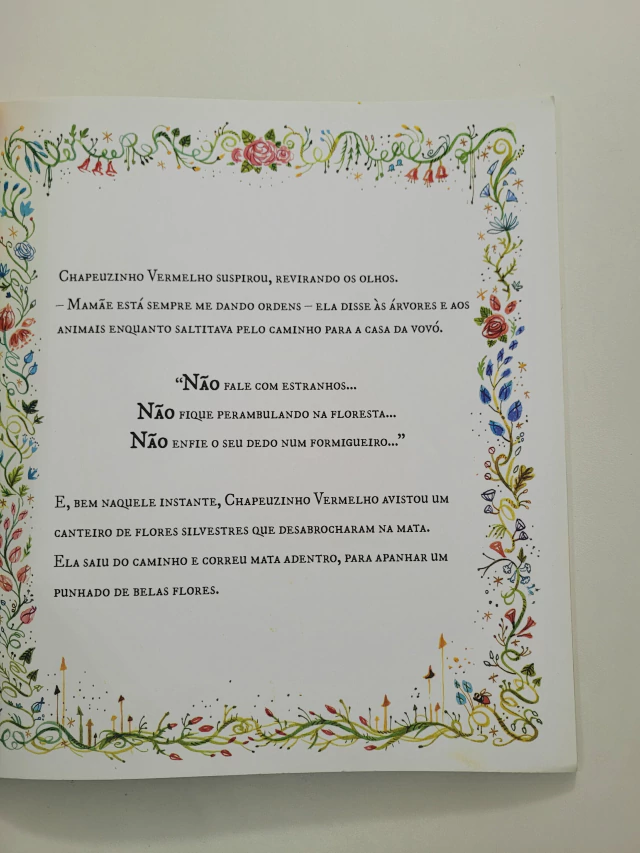 Chapeuzinho Vermelho suspirou, revirando os olhos.
– Mamãe está sempre me dando ordens – ela disse às árvores e aos
animais enquanto saltitava pelo caminho para a casa da vovó.
“Não fale com estranhos...
Não fique perambulando na floresta...
Não enfie o seu dedo num formigueiro...”
E, bem naquele instante, Chapeuzinho Vermelho avistou um
canteiro de flores silvestres que desabrocharam na mata.
Ela saiu do caminho e correu mata adentro, para apanhar um
punhado de belas flores.